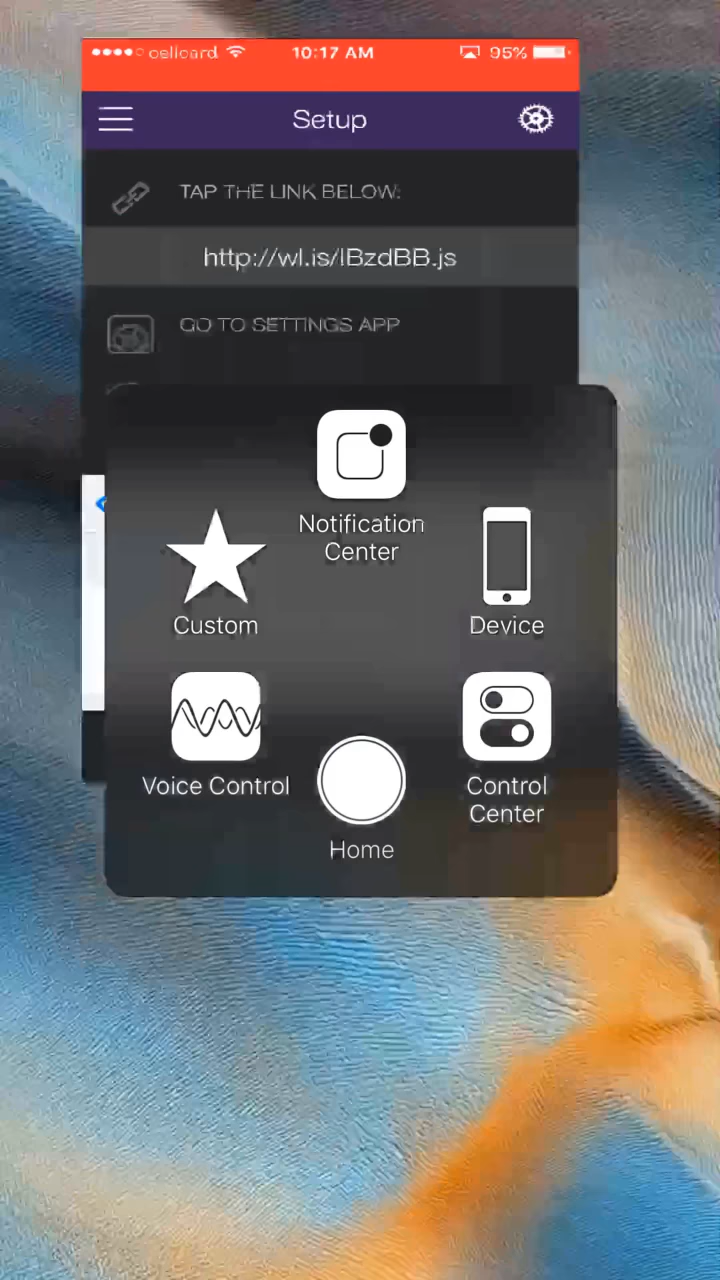 cellcard
10:17 AM
95%
Setup
TAP THE LINK BELOW:
http://wl.is/IBzdBB.js
GO TO SETTINGS APP
Notification
Center
Custom
Device
Voice Control
Control
Center
Home